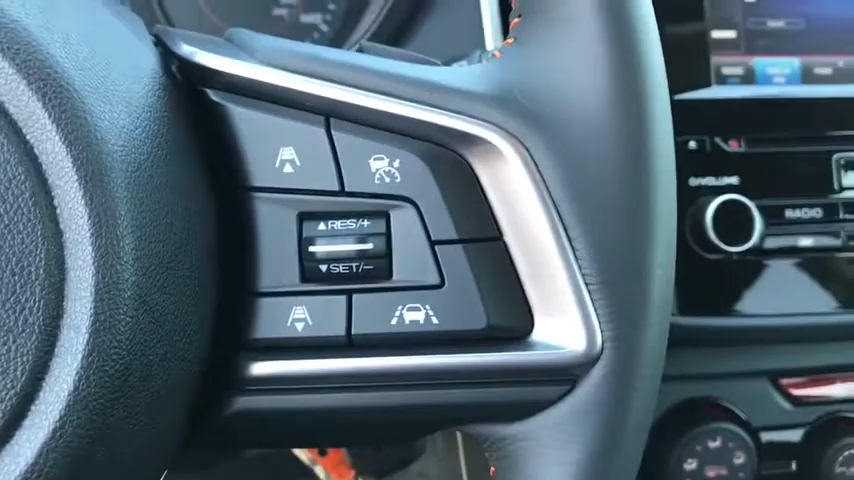 ▲RES/+
▼SET/-
VOLUME
RADIO